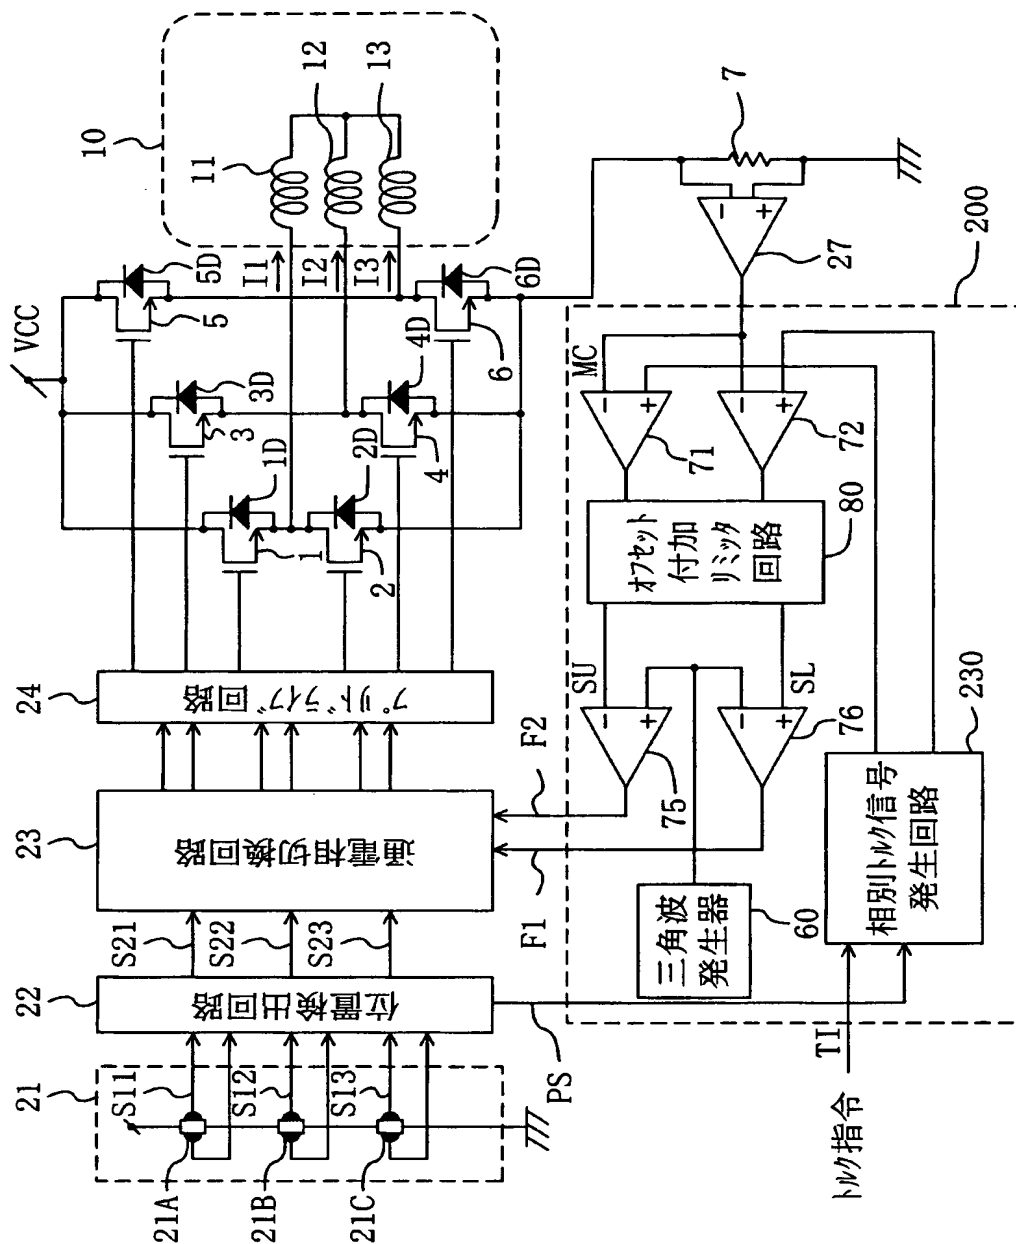 21
S11
S12
S13
21A
21B
21C
22
位置検出回路
PS
S21
S22
S23
23
通電相切換回路
F1
F2
24
プリドライブ回路
VCC
1
1D
2
2D
3
3D
4
4D
5
5D
6
6D
I1
I2
I3
10
11
12
13
7
－
＋
27
200
MC
－
＋
71
－
＋
72
オフセット
付加
リミッタ
回路
80
SU
SL
－
＋
75
－
＋
76
三角波
発生器
60
相別トルク信号
発生回路
230
トルク指令
TI